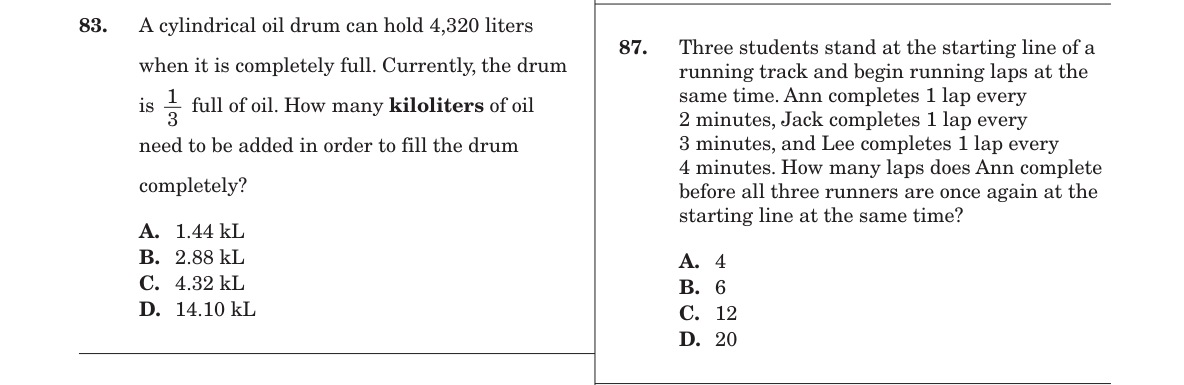 83. A cylindrical oil drum can hold 4,320 liters
when it is completely full. Currently, the drum
is 1/3 full of oil. How many kiloliters of oil
need to be added in order to fill the drum
completely?
A. 1.44 kL
B. 2.88 kL
C. 4.32 kL
D. 14.10 kL
87. Three students stand at the starting line of a
running track and begin running laps at the
same time. Ann completes 1 lap every
2 minutes, Jack completes 1 lap every
3 minutes, and Lee completes 1 lap every
4 minutes. How many laps does Ann complete
before all three runners are once again at the
starting line at the same time?
A. 4
B. 6
C. 12
D. 20